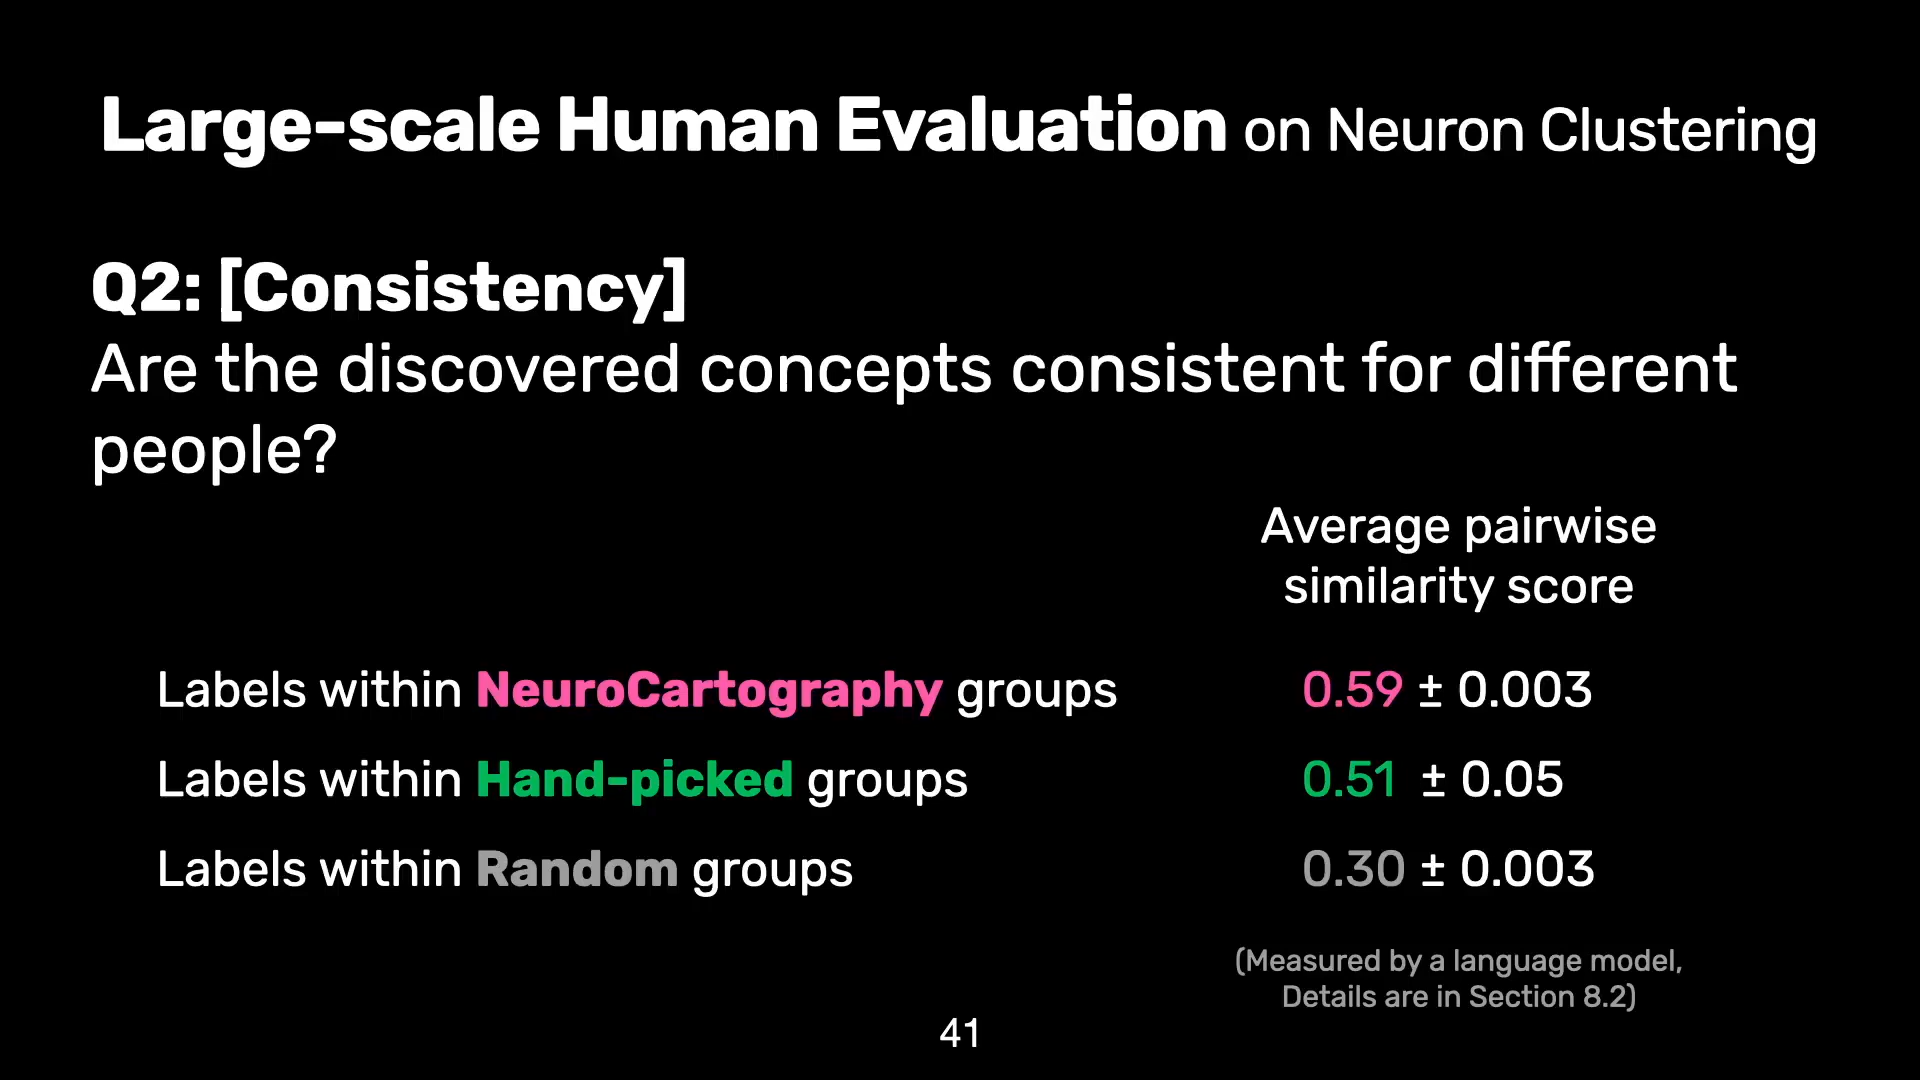 Large-scale Human Evaluation on Neuron Clustering
Q2: [Consistency]
Are the discovered concepts consistent for different
people?
Average pairwise
similarity score
Labels within NeuroCartography groups 0.59 ± 0.003
Labels within Hand-picked groups 0.51 ± 0.05
Labels within Random groups 0.30 ± 0.003
(Measured by a language model,
Details are in Section 8.2)
41